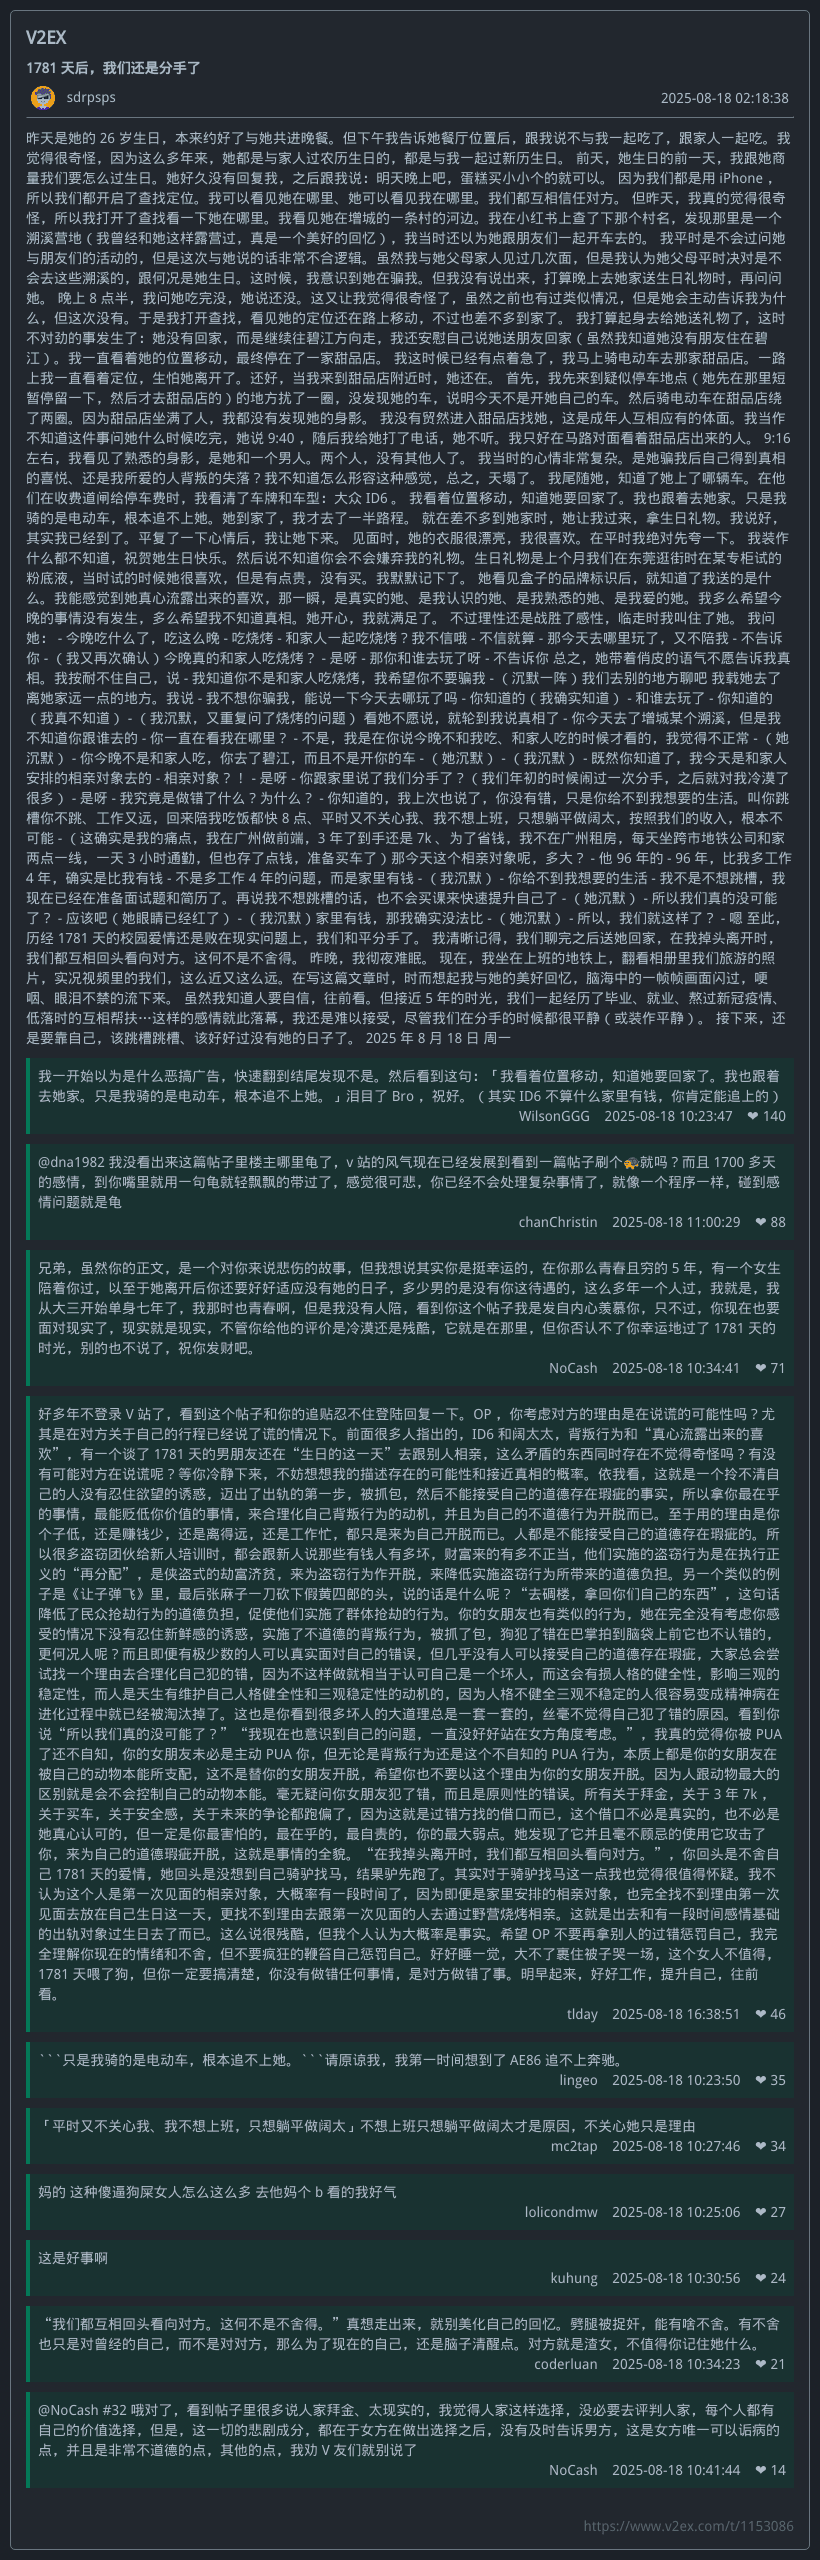 V2EX
1781 天后，我们还是分手了
sdrpsps
2025-08-18 02:18:38
昨天是她的 26 岁生日，本来约好了与她共进晚餐。但下午我告诉她餐厅位置后，跟我说不与我一起吃了，跟家人一起吃。我
觉得很奇怪，因为这么多年来，她都是与家人过农历生日的，都是与我一起过新历生日。 前天，她生日的前一天，我跟她商
量我们要怎么过生日。她好久没有回复我，之后跟我说：明天晚上吧，蛋糕买小小个的就可以。 因为我们都是用 iPhone ，
所以我们都开启了查找定位。我可以看见她在哪里、她可以看见我在哪里。我们都互相信任对方。 但昨天，我真的觉得很奇
怪，所以我打开了查找看一下她在哪里。我看见她在增城的一条村的河边。我在小红书上查了下那个村名，发现那里是一个
溯溪营地（我曾经和她这样露营过，真是一个美好的回忆），我当时还以为她跟朋友们一起开车去的。 我平时是不会过问她
与朋友们的活动的，但是这次与她说的话非常不合逻辑。虽然我与她父母家人见过几次面，但是我认为她父母平时决对是不
会去这些溯溪的，跟何况是她生日。这时候，我意识到她在骗我。但我没有说出来，打算晚上去她家送生日礼物时，再问问
她。 晚上 8 点半，我问她吃完没，她说还没。这又让我觉得很奇怪了，虽然之前也有过类似情况，但是她会主动告诉我为什
么，但这次没有。于是我打开查找，看见她的定位还在路上移动，不过也差不多到家了。 我打算起身去给她送礼物了，这时
不对劲的事发生了：她没有回家，而是继续往碧江方向走，我还安慰自己说她送朋友回家（虽然我知道她没有朋友住在碧
江）。我一直看着她的位置移动，最终停在了一家甜品店。 我这时候已经有点着急了，我马上骑电动车去那家甜品店。一路
上我一直看着定位，生怕她离开了。还好，当我来到甜品店附近时，她还在。 首先，我先来到疑似停车地点（她先在那里短
暂停留一下，然后才去甜品店的）的地方扰了一圈，没发现她的车，说明今天不是开她自己的车。然后骑电动车在甜品店绕
了两圈。因为甜品店坐满了人，我都没有发现她的身影。 我没有贸然进入甜品店找她，这是成年人互相应有的体面。我当作
不知道这件事问她什么时候吃完，她说 9:40 ，随后我给她打了电话，她不听。我只好在马路对面看着甜品店出来的人。 9:16
左右，我看见了熟悉的身影，是她和一个男人。两个人，没有其他人了。 我当时的心情非常复杂。是她骗我后自己得到真相
的喜悦、还是我所爱的人背叛的失落？我不知道怎么形容这种感觉，总之，天塌了。 我尾随她，知道了她上了哪辆车。在他
们在收费道闸给停车费时，我看清了车牌和车型：大众 ID6 。 我看着位置移动，知道她要回家了。我也跟着去她家。只是我
骑的是电动车，根本追不上她。她到家了，我才去了一半路程。 就在差不多到她家时，她让我过来，拿生日礼物。我说好，
其实我已经到了。平复了一下心情后，我让她下来。 见面时，她的衣服很漂亮，我很喜欢。在平时我绝对先夸一下。 我装作
什么都不知道，祝贺她生日快乐。然后说不知道你会不会嫌弃我的礼物。生日礼物是上个月我们在东莞逛街时在某专柜试的
粉底液，当时试的时候她很喜欢，但是有点贵，没有买。我默默记下了。 她看见盒子的品牌标识后，就知道了我送的是什
么。我能感觉到她真心流露出来的喜欢，那一瞬，是真实的她、是我认识的她、是我熟悉的她、是我爱的她。我多么希望今
晚的事情没有发生，多么希望我不知道真相。她开心，我就满足了。 不过理性还是战胜了感性，临走时我叫住了她。 我问
她： - 今晚吃什么了，吃这么晚 - 吃烧烤 - 和家人一起吃烧烤？我不信哦 - 不信就算 - 那今天去哪里玩了，又不陪我 - 不告诉
你 - （我又再次确认）今晚真的和家人吃烧烤？ - 是呀 - 那你和谁去玩了呀 - 不告诉你 总之，她带着俏皮的语气不愿告诉我真
相。我按耐不住自己，说 - 我知道你不是和家人吃烧烤，我希望你不要骗我 - （沉默一阵）我们去别的地方聊吧 我载她去了
离她家远一点的地方。我说 - 我不想你骗我，能说一下今天去哪玩了吗 - 你知道的（我确实知道） - 和谁去玩了 - 你知道的
（我真不知道） - （我沉默，又重复问了烧烤的问题） 看她不愿说，就轮到我说真相了 - 你今天去了增城某个溯溪，但是我
不知道你跟谁去的 - 你一直在看我在哪里？ - 不是，我是在你说今晚不和我吃、和家人吃的时候才看的，我觉得不正常 - （她
沉默） - 你今晚不是和家人吃，你去了碧江，而且不是开你的车 - （她沉默） - （我沉默） - 既然你知道了，我今天是和家人
安排的相亲对象去的 - 相亲对象？！ - 是呀 - 你跟家里说了我们分手了？（我们年初的时候闹过一次分手，之后就对我冷漠了
很多） - 是呀 - 我究竟是做错了什么？为什么？ - 你知道的，我上次也说了，你没有错，只是你给不到我想要的生活。叫你跳
槽你不跳、工作又远，回来陪我吃饭都快 8 点、平时又不关心我、我不想上班，只想躺平做阔太，按照我们的收入，根本不
可能 - （这确实是我的痛点，我在广州做前端，3 年了到手还是 7k 、为了省钱，我不在广州租房，每天坐跨市地铁公司和家
两点一线，一天 3 小时通勤，但也存了点钱，准备买车了）那今天这个相亲对象呢，多大？ - 他 96 年的 - 96 年，比我多工作
4 年，确实是比我有钱 - 不是多工作 4 年的问题，而是家里有钱 - （我沉默） - 你给不到我想要的生活 - 我不是不想跳槽，我
现在已经在准备面试题和简历了。再说我不想跳槽的话，也不会买课来快速提升自己了 - （她沉默） - 所以我们真的没可能
了？ - 应该吧（她眼睛已经红了） - （我沉默）家里有钱，那我确实没法比 - （她沉默） - 所以，我们就这样了？ - 嗯 至此，
历经 1781 天的校园爱情还是败在现实问题上，我们和平分手了。 我清晰记得，我们聊完之后送她回家，在我掉头离开时，
我们都互相回头看向对方。这何不是不舍得。 昨晚，我彻夜难眠。 现在，我坐在上班的地铁上，翻看相册里我们旅游的照
片，实况视频里的我们，这么近又这么远。在写这篇文章时，时而想起我与她的美好回忆，脑海中的一帧帧画面闪过，哽
咽、眼泪不禁的流下来。 虽然我知道人要自信，往前看。但接近 5 年的时光，我们一起经历了毕业、就业、熬过新冠疫情、
低落时的互相帮扶…这样的感情就此落幕，我还是难以接受，尽管我们在分手的时候都很平静（或装作平静）。 接下来，还
是要靠自己，该跳槽跳槽、该好好过没有她的日子了。 2025 年 8 月 18 日 周一
我一开始以为是什么恶搞广告，快速翻到结尾发现不是。然后看到这句：「我看着位置移动，知道她要回家了。我也跟着
去她家。只是我骑的是电动车，根本追不上她。」泪目了 Bro ，祝好。（其实 ID6 不算什么家里有钱，你肯定能追上的）
WilsonGGG 2025-08-18 10:23:47 ❤ 140
@dna1982 我没看出来这篇帖子里楼主哪里龟了，v 站的风气现在已经发展到看到一篇帖子刷个🐢就吗？而且 1700 多天
的感情，到你嘴里就用一句龟就轻飘飘的带过了，感觉很可悲，你已经不会处理复杂事情了，就像一个程序一样，碰到感
情问题就是龟
chanChristin 2025-08-18 11:00:29 ❤ 88
兄弟，虽然你的正文，是一个对你来说悲伤的故事，但我想说其实你是挺幸运的，在你那么青春且穷的 5 年，有一个女生
陪着你过，以至于她离开后你还要好好适应没有她的日子，多少男的是没有你这待遇的，这么多年一个人过，我就是，我
从大三开始单身七年了，我那时也青春啊，但是我没有人陪，看到你这个帖子我是发自内心羡慕你，只不过，你现在也要
面对现实了，现实就是现实，不管你给他的评价是冷漠还是残酷，它就是在那里，但你否认不了你幸运地过了 1781 天的
时光，别的也不说了，祝你发财吧。
NoCash 2025-08-18 10:34:41 ❤ 71
好多年不登录 V 站了，看到这个帖子和你的追贴忍不住登陆回复一下。OP ，你考虑对方的理由是在说谎的可能性吗？尤
其是在对方关于自己的行程已经说了谎的情况下。前面很多人指出的，ID6 和阔太太，背叛行为和“真心流露出来的喜
欢”，有一个谈了 1781 天的男朋友还在“生日的这一天”去跟别人相亲，这么矛盾的东西同时存在不觉得奇怪吗？有没
有可能对方在说谎呢？等你冷静下来，不妨想想我的描述存在的可能性和接近真相的概率。依我看，这就是一个拎不清自
己的人没有忍住欲望的诱惑，迈出了出轨的第一步，被抓包，然后不能接受自己的道德存在瑕疵的事实，所以拿你最在乎
的事情，最能贬低你价值的事情，来合理化自己背叛行为的动机，并且为自己的不道德行为开脱而已。至于用的理由是你
个子低，还是赚钱少，还是离得远，还是工作忙，都只是来为自己开脱而已。人都是不能接受自己的道德存在瑕疵的。所
以很多盗窃团伙给新人培训时，都会跟新人说那些有钱人有多坏，财富来的有多不正当，他们实施的盗窃行为是在执行正
义的“再分配”，是侠盗式的劫富济贫，来为盗窃行为作开脱，来降低实施盗窃行为所带来的道德负担。另一个类似的例
子是《让子弹飞》里，最后张麻子一刀砍下假黄四郎的头，说的话是什么呢？“去碉楼，拿回你们自己的东西”，这句话
降低了民众抢劫行为的道德负担，促使他们实施了群体抢劫的行为。你的女朋友也有类似的行为，她在完全没有考虑你感
受的情况下没有忍住新鲜感的诱惑，实施了不道德的背叛行为，被抓了包，狗犯了错在巴掌拍到脑袋上前它也不认错的，
更何况人呢？而且即便有极少数的人可以真实面对自己的错误，但几乎没有人可以接受自己的道德存在瑕疵，大家总会尝
试找一个理由去合理化自己犯的错，因为不这样做就相当于认可自己是一个坏人，而这会有损人格的健全性，影响三观的
稳定性，而人是天生有维护自己人格健全性和三观稳定性的动机的，因为人格不健全三观不稳定的人很容易变成精神病在
进化过程中就已经被淘汰掉了。这也是你看到很多坏人的大道理总是一套一套的，丝毫不觉得自己犯了错的原因。看到你
说“所以我们真的没可能了？”“我现在也意识到自己的问题，一直没好好站在女方角度考虑。”，我真的觉得你被 PUA
了还不自知，你的女朋友未必是主动 PUA 你，但无论是背叛行为还是这个不自知的 PUA 行为，本质上都是你的女朋友在
被自己的动物本能所支配，这不是替你的女朋友开脱，希望你也不要以这个理由为你的女朋友开脱。因为人跟动物最大的
区别就是会不会控制自己的动物本能。毫无疑问你女朋友犯了错，而且是原则性的错误。所有关于拜金，关于 3 年 7k ，
关于买车，关于安全感，关于未来的争论都跑偏了，因为这就是过错方找的借口而已，这个借口不必是真实的，也不必是
她真心认可的，但一定是你最害怕的，最在乎的，最自责的，你的最大弱点。她发现了它并且毫不顾忌的使用它攻击了
你，来为自己的道德瑕疵开脱，这就是事情的全貌。“在我掉头离开时，我们都互相回头看向对方。”，你回头是不舍自
己 1781 天的爱情，她回头是没想到自己骑驴找马，结果驴先跑了。其实对于骑驴找马这一点我也觉得很值得怀疑。我不
认为这个人是第一次见面的相亲对象，大概率有一段时间了，因为即便是家里安排的相亲对象，也完全找不到理由第一次
见面去放在自己生日这一天，更找不到理由去跟第一次见面的人去通过野营烧烤相亲。这就是出去和有一段时间感情基础
的出轨对象过生日去了而已。这么说很残酷，但我个人认为大概率是事实。希望 OP 不要再拿别人的过错惩罚自己，我完
全理解你现在的情绪和不舍，但不要疯狂的鞭笞自己惩罚自己。好好睡一觉，大不了裹住被子哭一场，这个女人不值得，
1781 天喂了狗，但你一定要搞清楚，你没有做错任何事情，是对方做错了事。明早起来，好好工作，提升自己，往前
看。
tlday 2025-08-18 16:38:51 ❤ 46
```只是我骑的是电动车，根本追不上她。```请原谅我，我第一时间想到了 AE86 追不上奔驰。
lingeo 2025-08-18 10:23:50 ❤ 35
「平时又不关心我、我不想上班，只想躺平做阔太」不想上班只想躺平做阔太才是原因，不关心她只是理由
mc2tap 2025-08-18 10:27:46 ❤ 34
妈的 这种傻逼狗屎女人怎么这么多 去他妈个 b 看的我好气
lolicondmw 2025-08-18 10:25:06 ❤ 27
这是好事啊
kuhung 2025-08-18 10:30:56 ❤ 24
“我们都互相回头看向对方。这何不是不舍得。”真想走出来，就别美化自己的回忆。劈腿被捉奸，能有啥不舍。有不舍
也只是对曾经的自己，而不是对对方，那么为了现在的自己，还是脑子清醒点。对方就是渣女，不值得你记住她什么。
coderluan 2025-08-18 10:34:23 ❤ 21
@NoCash #32 哦对了，看到帖子里很多说人家拜金、太现实的，我觉得人家这样选择，没必要去评判人家，每个人都有
自己的价值选择，但是，这一切的悲剧成分，都在于女方在做出选择之后，没有及时告诉男方，这是女方唯一可以诟病的
点，并且是非常不道德的点，其他的点，我劝 V 友们就别说了
NoCash 2025-08-18 10:41:44 ❤ 14
https://www.v2ex.com/t/1153086